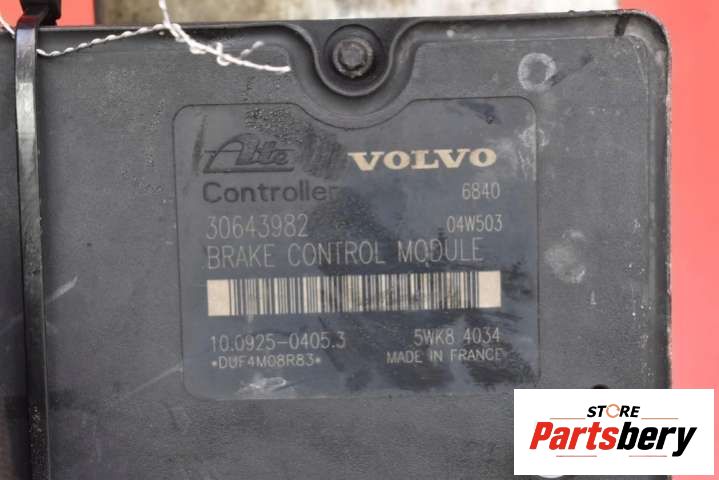 Ate VOLVO
Controller 6840
30643982 04W503
BRAKE CONTROL MODULE
10.0925-0405.3 5WK8 4034
*DUF4M08R83* MADE IN FRANCE
STORE
Partsbery